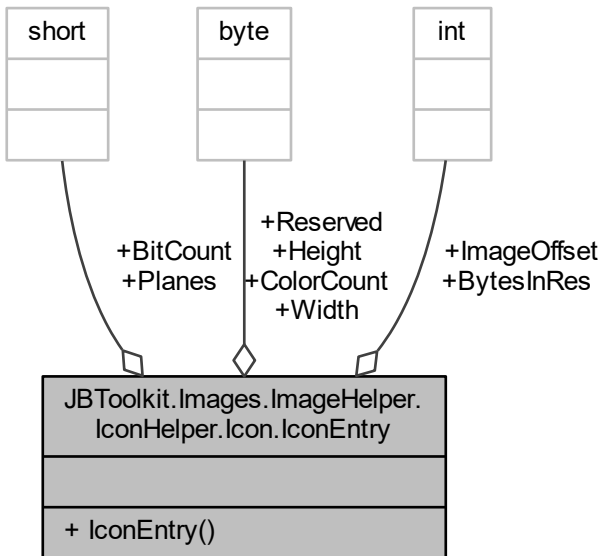 short
byte
int
+BitCount
+Planes
+Reserved
+Height
+ColorCount
+Width
+ImageOffset
+BytesInRes
JBToolkit.Images.ImageHelper.
IconHelper.Icon.IconEntry
+ IconEntry()